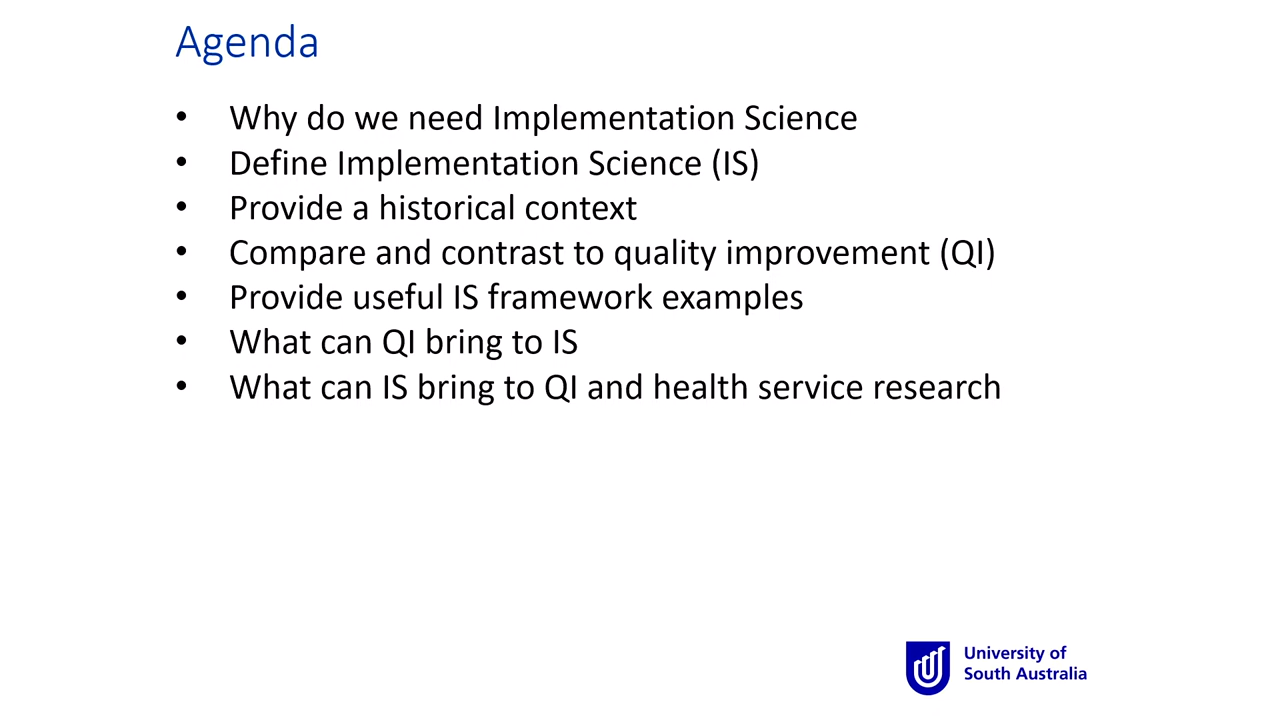 Agenda
• Why do we need Implementation Science
• Define Implementation Science (IS)
• Provide a historical context
• Compare and contrast to quality improvement (QI)
• Provide useful IS framework examples
• What can QI bring to IS
• What can IS bring to QI and health service research
University of
South Australia